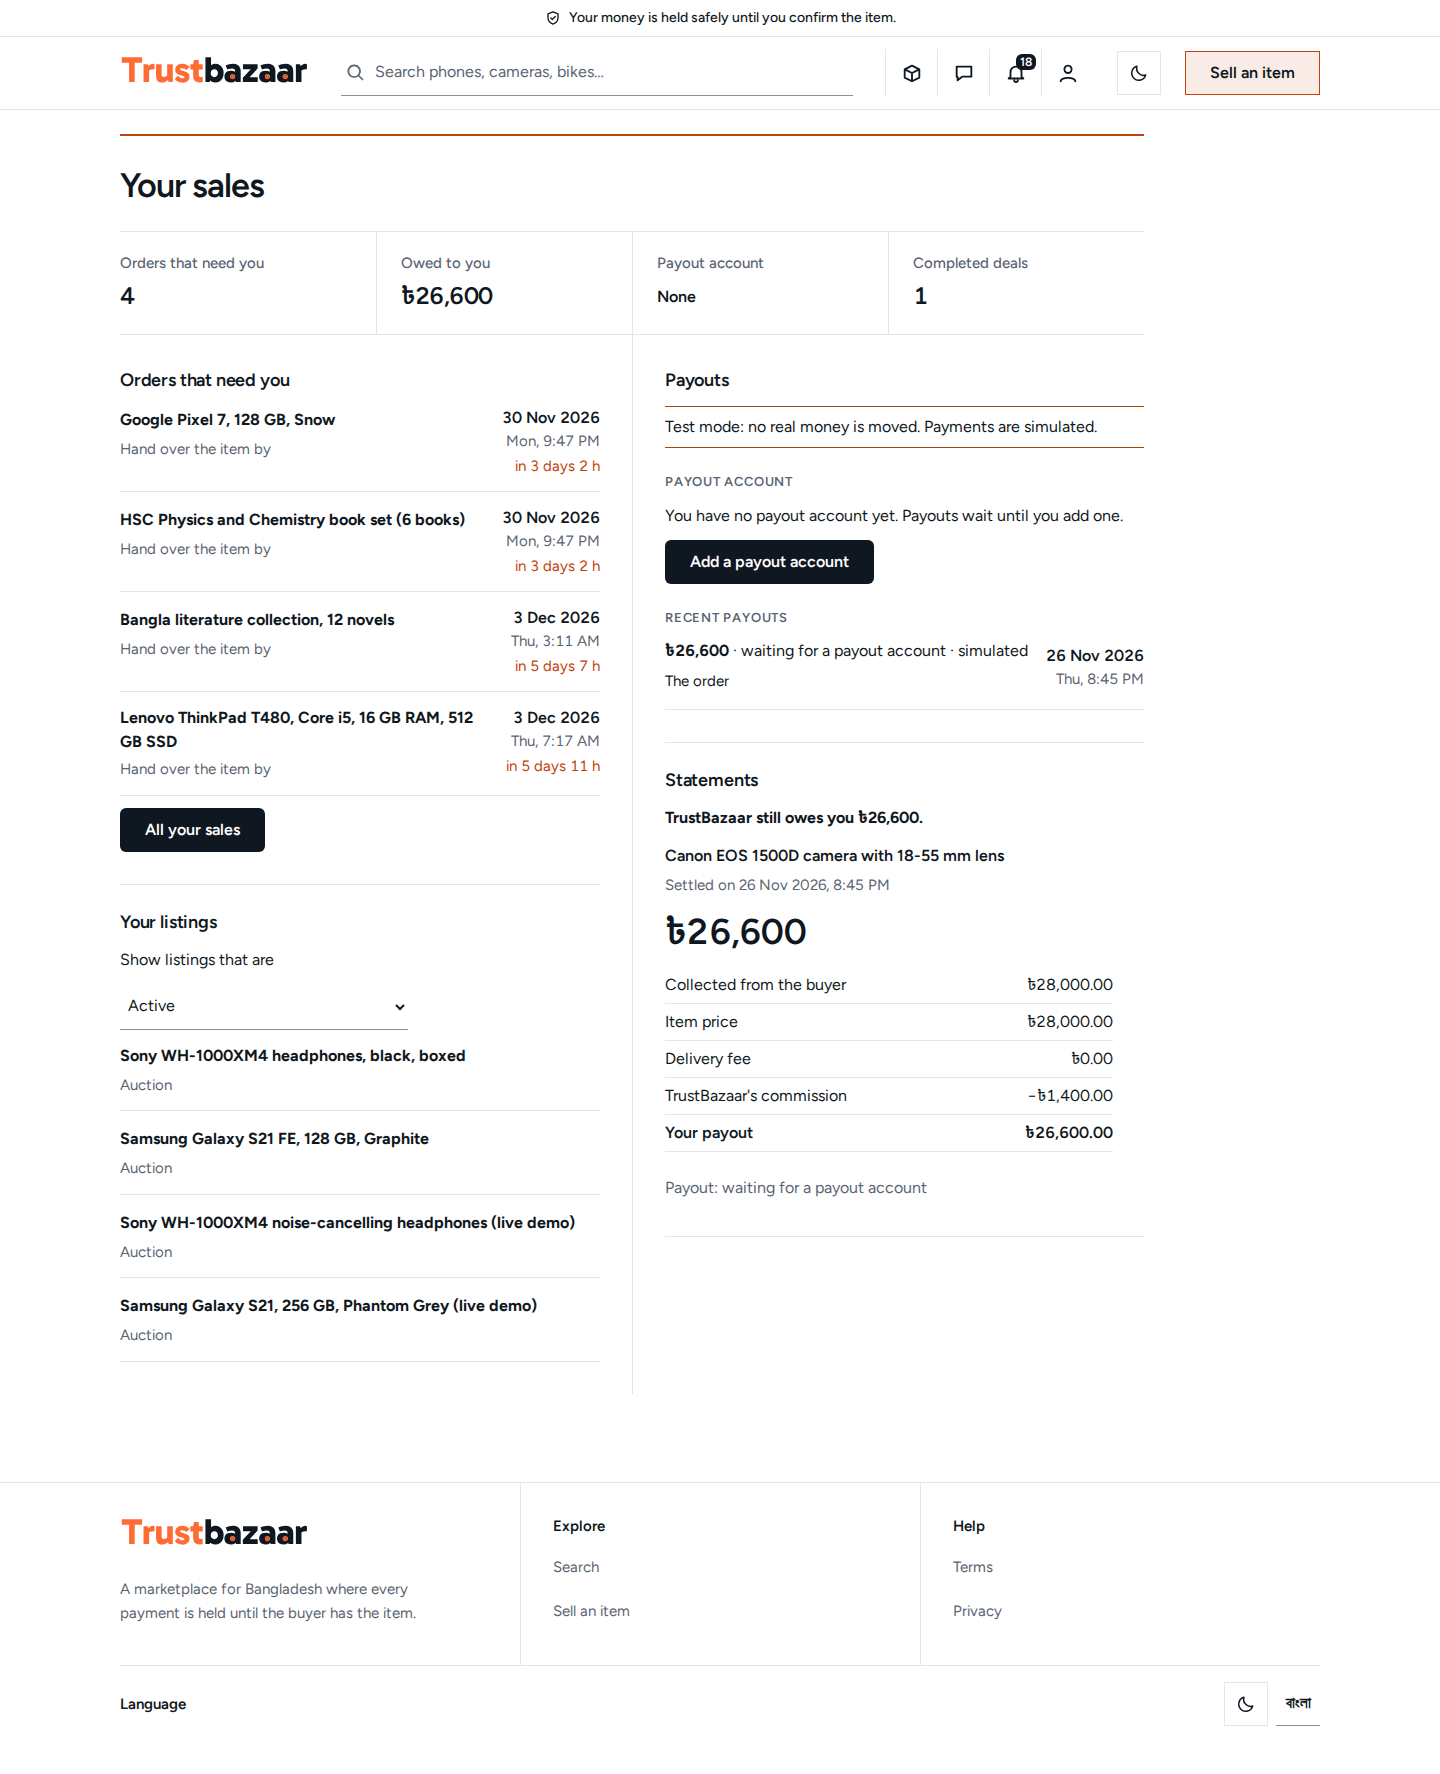 Your money is held safely until you confirm the item.
Trustbazaar
Search phones, cameras, bikes...
18
Sell an item
Your sales
Orders that need you
4
Owed to you
৳26,600
Payout account
None
Completed deals
1
Orders that need you
Google Pixel 7, 128 GB, Snow
Hand over the item by
30 Nov 2026
Mon, 9:47 PM
in 3 days 2 h
HSC Physics and Chemistry book set (6 books)
Hand over the item by
30 Nov 2026
Mon, 9:47 PM
in 3 days 2 h
Bangla literature collection, 12 novels
Hand over the item by
3 Dec 2026
Thu, 3:11 AM
in 5 days 7 h
Lenovo ThinkPad T480, Core i5, 16 GB RAM, 512
GB SSD
Hand over the item by
3 Dec 2026
Thu, 7:17 AM
in 5 days 11 h
All your sales
Your listings
Show listings that are
Active
Sony WH-1000XM4 headphones, black, boxed
Auction
Samsung Galaxy S21 FE, 128 GB, Graphite
Auction
Sony WH-1000XM4 noise-cancelling headphones (live demo)
Auction
Samsung Galaxy S21, 256 GB, Phantom Grey (live demo)
Auction
Payouts
Test mode: no real money is moved. Payments are simulated.
PAYOUT ACCOUNT
You have no payout account yet. Payouts wait until you add one.
Add a payout account
RECENT PAYOUTS
৳26,600 · waiting for a payout account · simulated
The order
26 Nov 2026
Thu, 8:45 PM
Statements
TrustBazaar still owes you ৳26,600.
Canon EOS 1500D camera with 18-55 mm lens
Settled on 26 Nov 2026, 8:45 PM
৳26,600
Collected from the buyer ৳28,000.00
Item price ৳28,000.00
Delivery fee ৳0.00
TrustBazaar's commission −৳1,400.00
Your payout ৳26,600.00
Payout: waiting for a payout account
Trustbazaar
A marketplace for Bangladesh where every
payment is held until the buyer has the item.
Explore
Search
Sell an item
Help
Terms
Privacy
Language
বাংলা